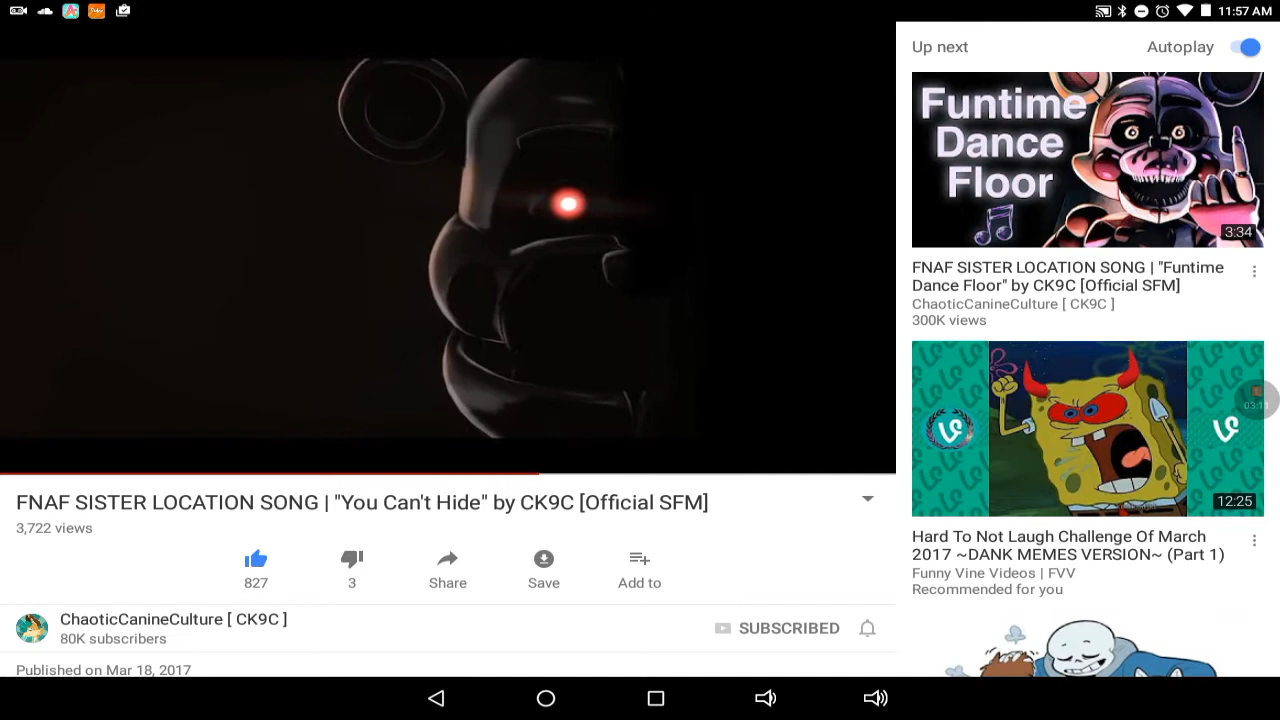 11:57 AM
Up next
Autoplay
Funtime
Dance
Floor
3:34
FNAF SISTER LOCATION SONG | "Funtime
Dance Floor" by CK9C [Official SFM]
ChaoticCanineCulture [ CK9C ]
300K views
03:11
12:25
Hard To Not Laugh Challenge Of March
2017 ~DANK MEMES VERSION~ (Part 1)
Funny Vine Videos | FVV
Recommended for you
FNAF SISTER LOCATION SONG | "You Can't Hide" by CK9C [Official SFM]
3,722 views
827
3
Share
Save
Add to
ChaoticCanineCulture [ CK9C ]
80K subscribers
SUBSCRIBED
Published on Mar 18, 2017